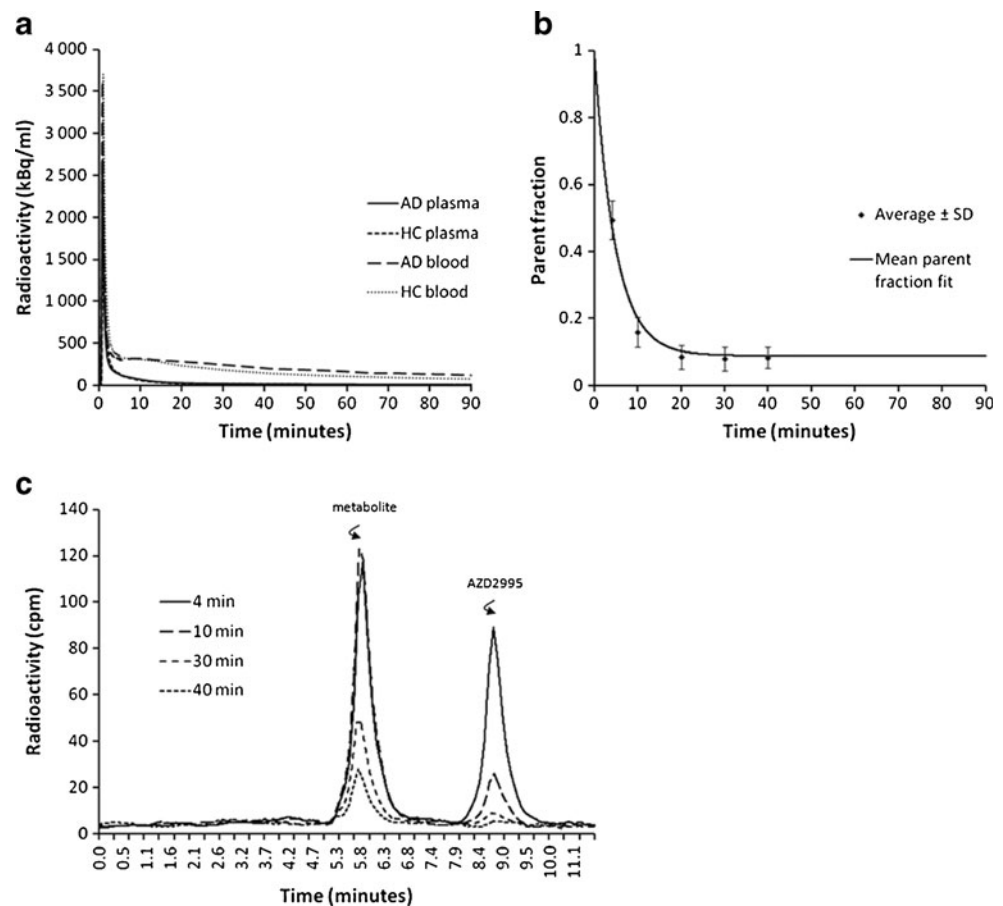 a
4 000
3 500
3 000
2 500
2 000
1 500
1 000
500
0
Radioactivity (kBq/ml)
0 10 20 30 40 50 60 70 80 90
Time (minutes)
AD plasma
HC plasma
AD blood
HC blood
b
1
0.8
0.6
0.4
0.2
0
Parent fraction
0 10 20 30 40 50 60 70 80 90
Time (minutes)
Average ± SD
Mean parent
fraction fit
c
140
120
100
80
60
40
20
0
Radioactivity (cpm)
metabolite
AZD2995
4 min
10 min
30 min
40 min
0.0 0.5 1.1 1.6 2.1 2.6 3.2 3.7 4.2 4.7 5.3 5.8 6.3 6.8 7.4 7.9 8.4 9.0 9.5 10.0 11.1
Time (minutes)